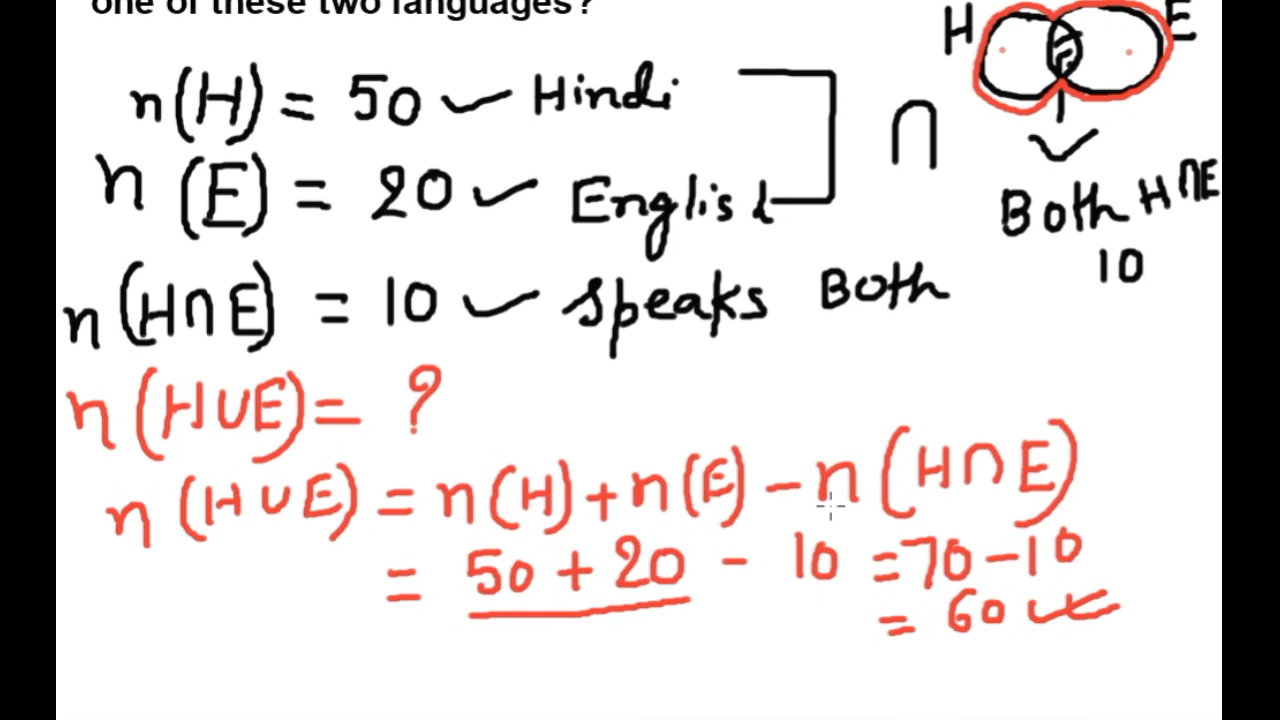 one of these two languages?
H E
n(H) = 50 ✓ Hindi
∩
n (E) = 20 ✓ English
Both H∩E
10
n(H∩E) = 10 ✓ speaks Both
n(H∪E) = ?
n(H∪E) = n(H) + n(E) - n(H∩E)
= 50 + 20 - 10 = 70 - 10
= 60 ✓